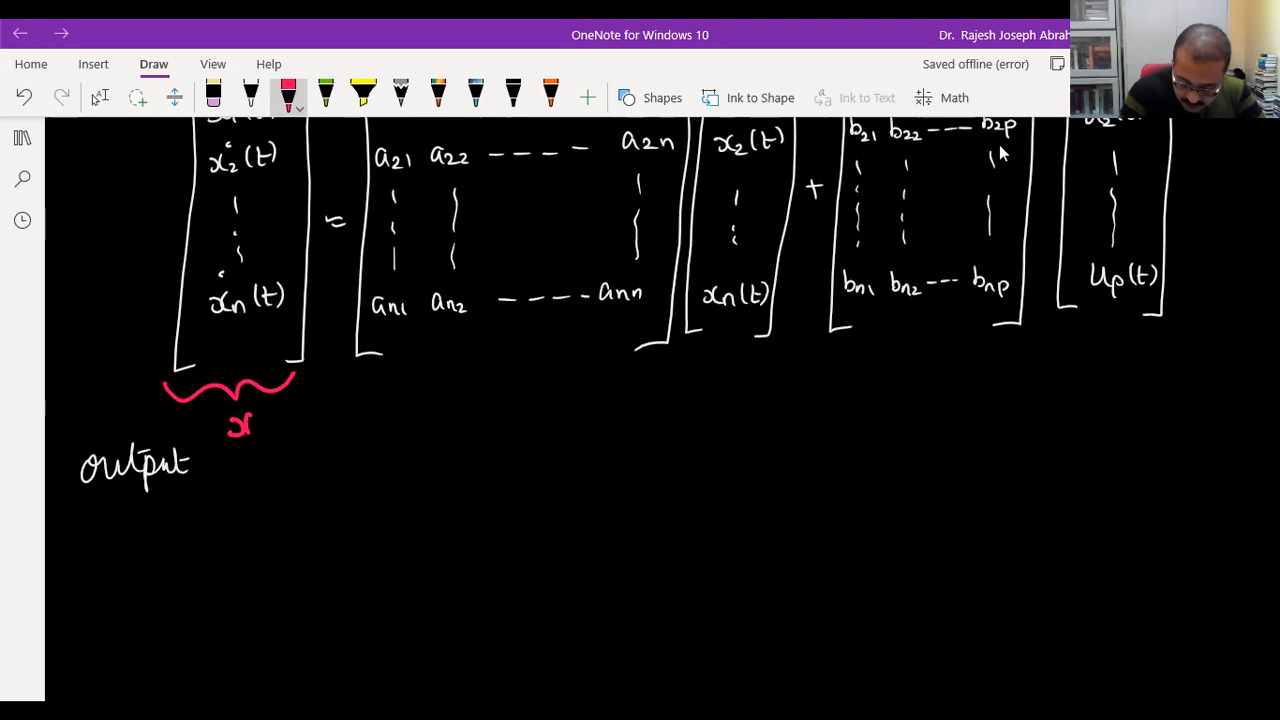 OneNote for Windows 10
Dr. Rajesh Joseph Abrah
Home Insert Draw View Help
Saved offline (error)
Shapes Ink to Shape Ink to Text Math
ẋ2(t) a21 a22 ---- a2n x2(t) + b21 b22 --- b2p
=
ẋn(t) an1 an2 ---- ann xn(t) bn1 bn2 --- bnp up(t)
x
output